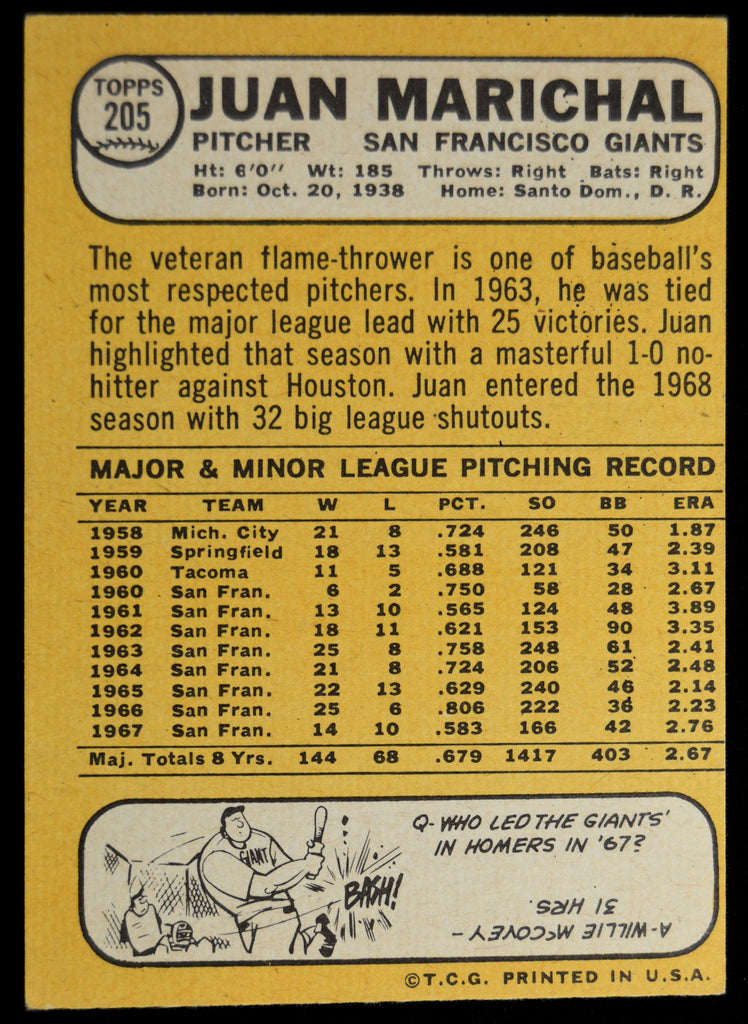 TOPPS
205
JUAN MARICHAL
PITCHER SAN FRANCISCO GIANTS
Ht: 6'0" Wt: 185 Throws: Right Bats: Right
Born: Oct. 20, 1938 Home: Santo Dom., D. R.
The veteran flame-thrower is one of baseball's
most respected pitchers. In 1963, he was tied
for the major league lead with 25 victories. Juan
highlighted that season with a masterful 1-0 no-
hitter against Houston. Juan entered the 1968
season with 32 big league shutouts.
MAJOR & MINOR LEAGUE PITCHING RECORD
YEAR TEAM W L PCT. SO BB ERA
1958 Mich. City 21 8 .724 246 50 1.87
1959 Springfield 18 13 .581 208 47 2.39
1960 Tacoma 11 5 .688 121 34 3.11
1960 San Fran. 6 2 .750 58 28 2.67
1961 San Fran. 13 10 .565 124 48 3.89
1962 San Fran. 18 11 .621 153 90 3.35
1963 San Fran. 25 8 .758 248 61 2.41
1964 San Fran. 21 8 .724 206 52 2.48
1965 San Fran. 22 13 .629 240 46 2.14
1966 San Fran. 25 6 .806 222 36 2.23
1967 San Fran. 14 10 .583 166 42 2.76
Maj. Totals 8 Yrs. 144 68 .679 1417 403 2.67
GIANT
BASH!
Q-WHO LED THE GIANTS'
IN HOMERS IN '67?
A-WILLIE McCOVEY-
31 HRS.
©T.C.G. PRINTED IN U.S.A.